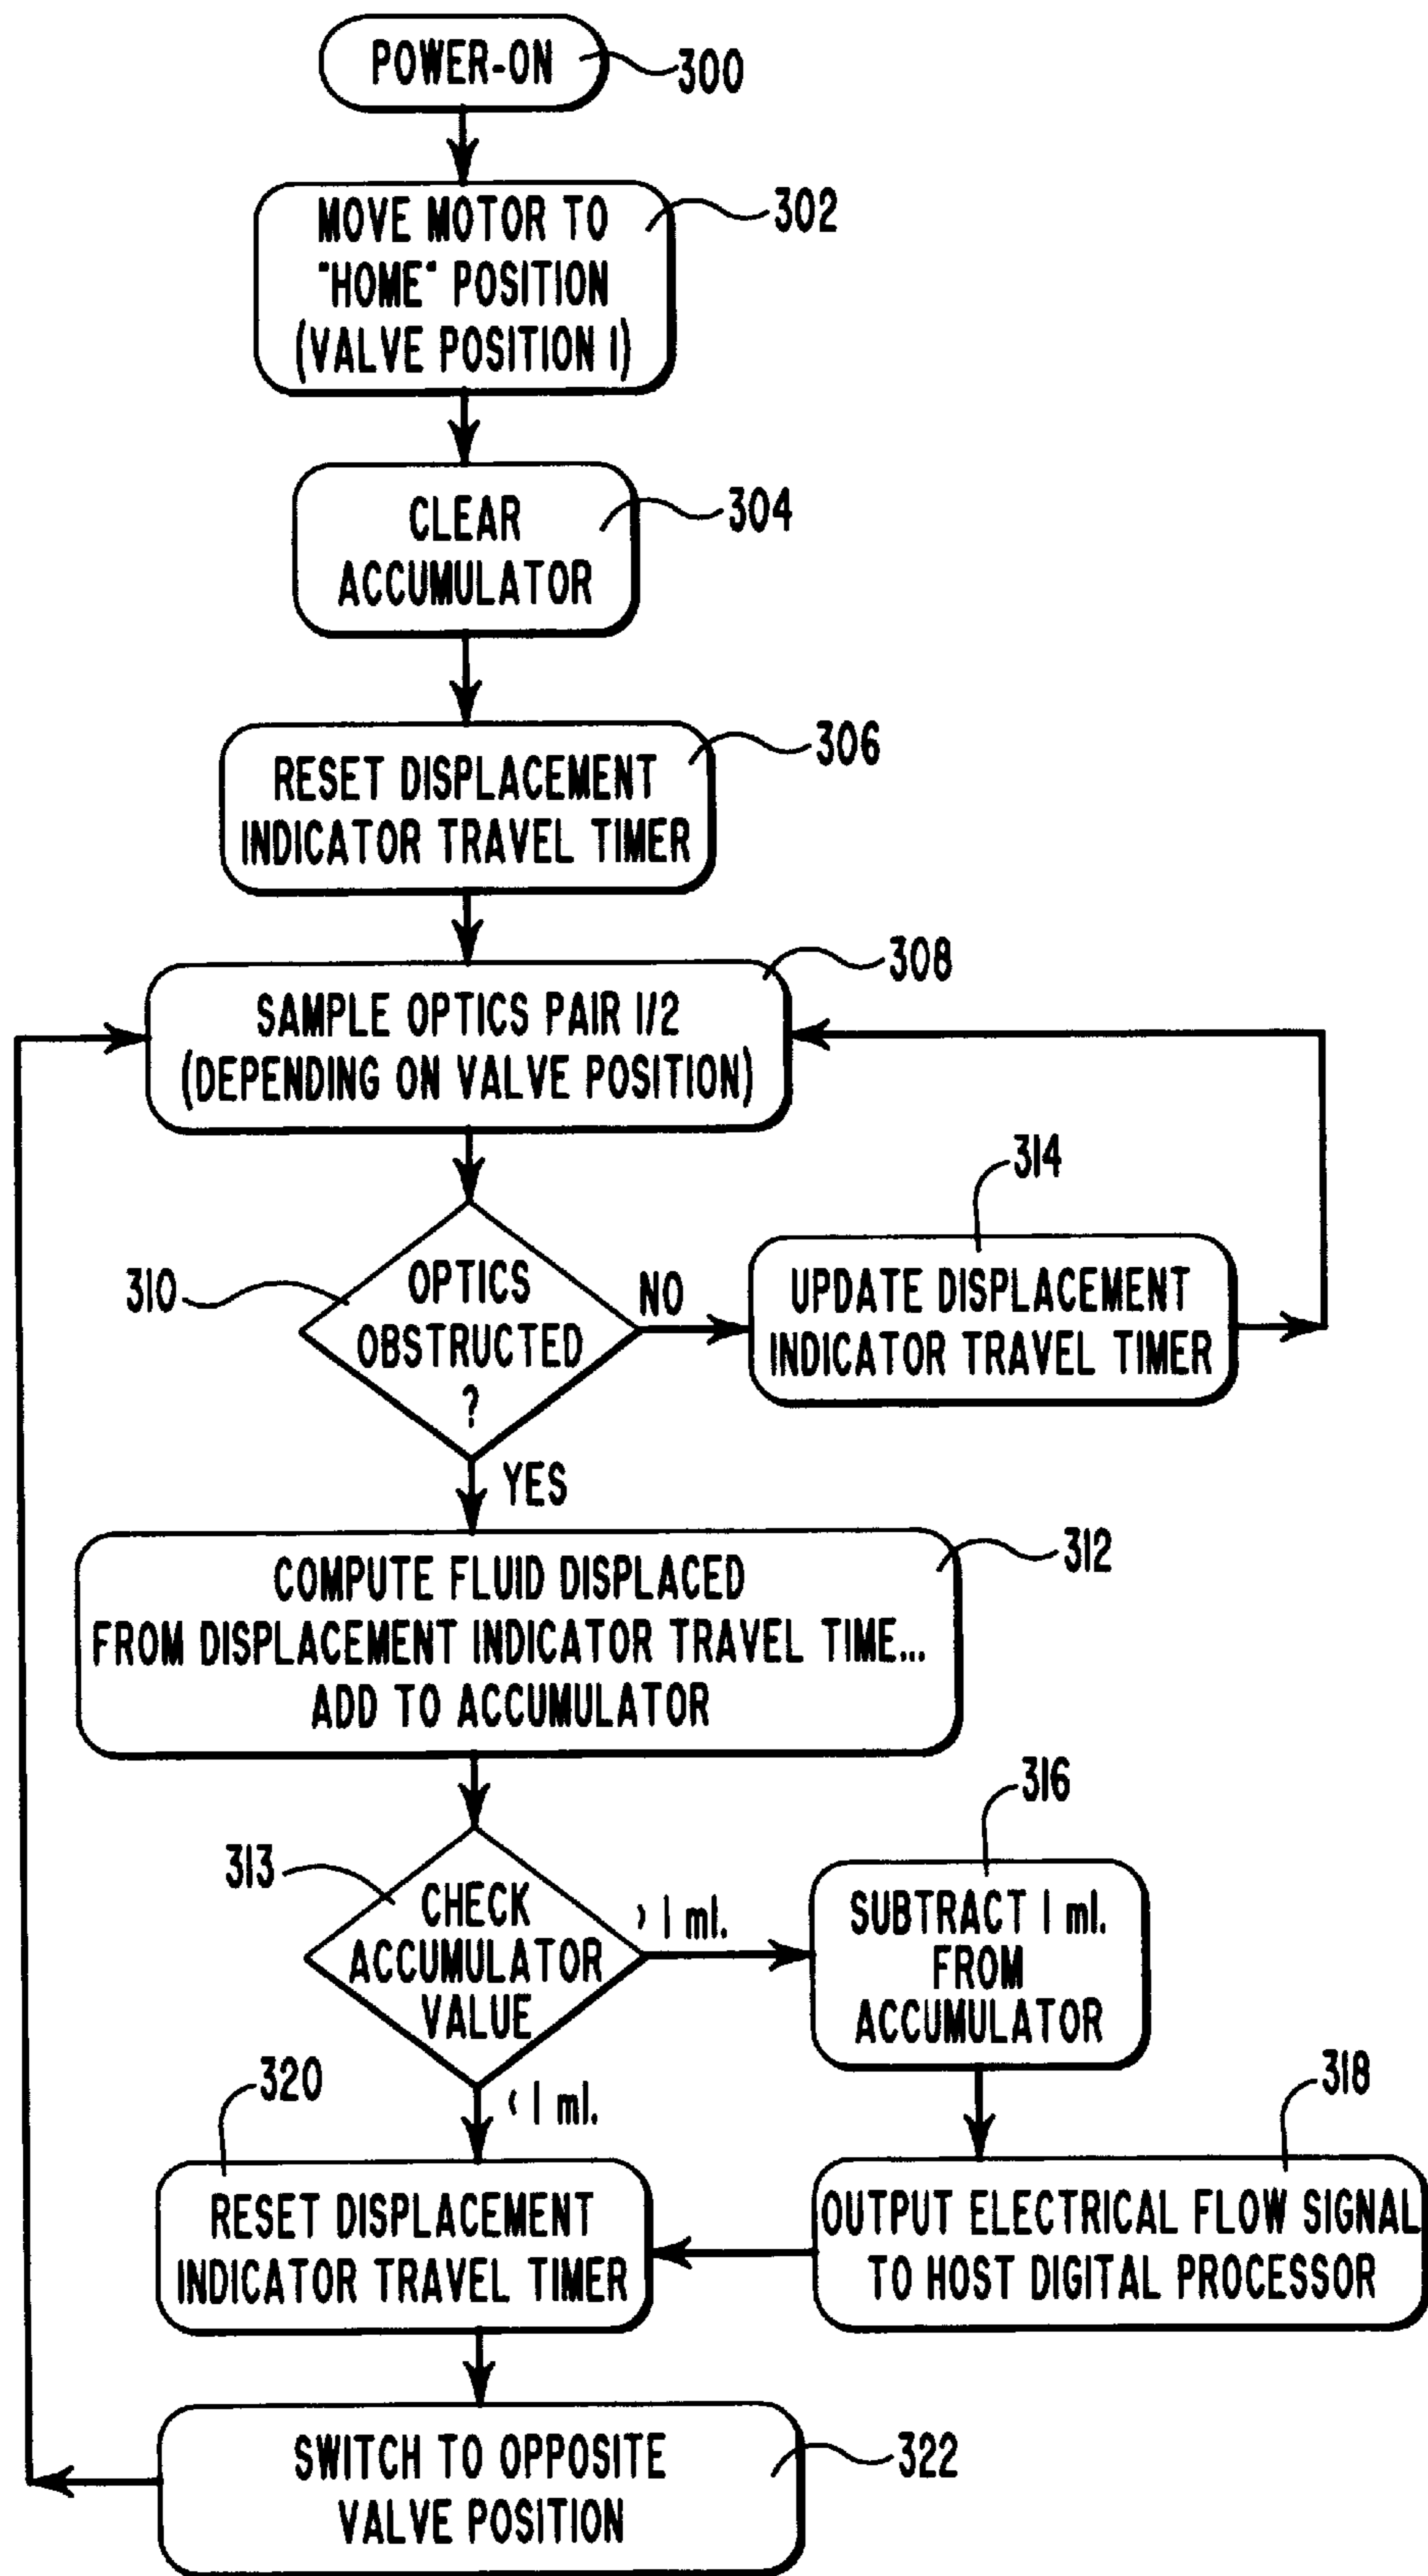 POWER-ON
300
MOVE MOTOR TO
"HOME" POSITION
(VALVE POSITION 1)
302
CLEAR
ACCUMULATOR
304
RESET DISPLACEMENT
INDICATOR TRAVEL TIMER
306
SAMPLE OPTICS PAIR 1/2
(DEPENDING ON VALVE POSITION)
308
OPTICS
OBSTRUCTED
?
310
NO
UPDATE DISPLACEMENT
INDICATOR TRAVEL TIMER
314
YES
COMPUTE FLUID DISPLACED
FROM DISPLACEMENT INDICATOR TRAVEL TIME...
ADD TO ACCUMULATOR
312
CHECK
ACCUMULATOR
VALUE
313
> 1 ml.
SUBTRACT 1 ml.
FROM
ACCUMULATOR
316
< 1 ml.
RESET DISPLACEMENT
INDICATOR TRAVEL TIMER
320
OUTPUT ELECTRICAL FLOW SIGNAL
TO HOST DIGITAL PROCESSOR
318
SWITCH TO OPPOSITE
VALVE POSITION
322